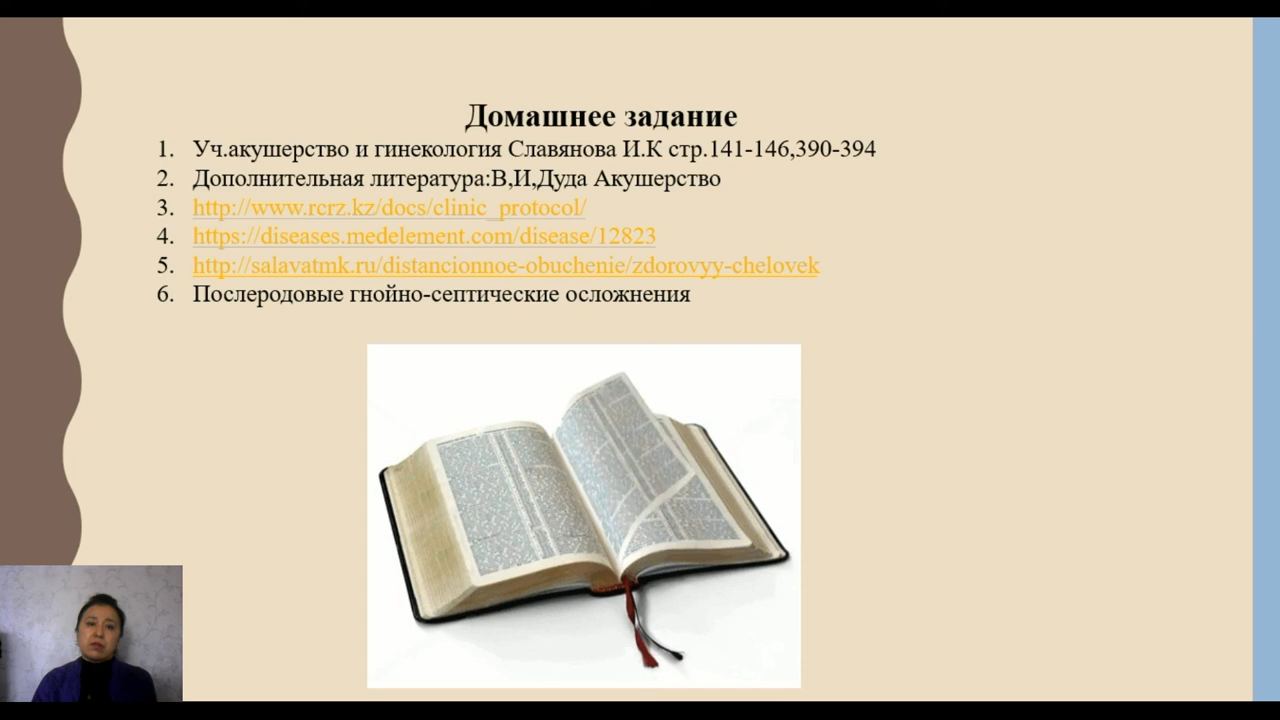 Домашнее задание
1. Уч.акушерство и гинекология Славянова И.К стр.141-146,390-394
2. Дополнительная литература:В,И,Дуда Акушерство
3. http://www.rcrz.kz/docs/clinic_protocol/
4. https://diseases.medelement.com/disease/12823
5. http://salavatmk.ru/distancionnoe-obuchenie/zdorovyy-chelovek
6. Послеродовые гнойно-септические осложнения